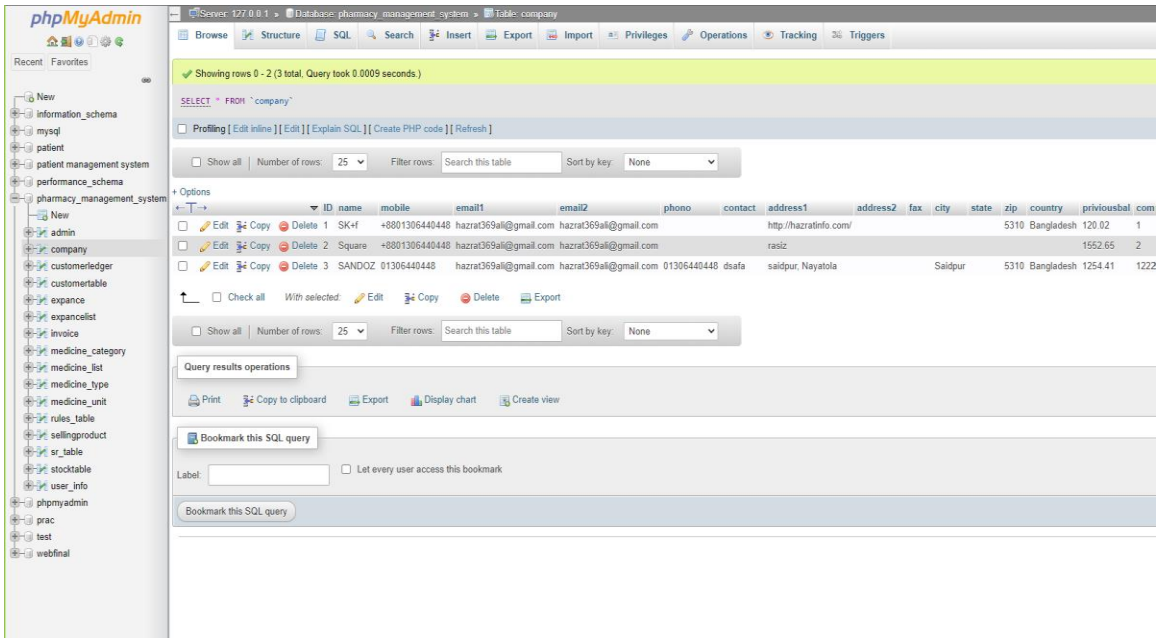 phpMyAdmin
Recent Favorites
New
information_schema
mysql
patient
patient management system
performance_schema
pharmacy_management_system
New
admin
company
customerledger
customertable
expance
expancelist
invoice
medicine_category
medicine_list
medicine_type
medicine_unit
rules_table
sellingproduct
sr_table
stocktable
user_info
phpmyadmin
prac
test
webfinal
Server: 127.0.0.1 » Database: pharmacy_management_system » Table: company
Browse Structure SQL Search Insert Export Import Privileges Operations Tracking Triggers
Showing rows 0 - 2 (3 total, Query took 0.0009 seconds.)
SELECT * FROM `company`
Profiling [ Edit inline ] [ Edit ] [ Explain SQL ] [ Create PHP code ] [ Refresh ]
Show all | Number of rows: 25 Filter rows: Search this table Sort by key: None
+ Options
←T→ ID name mobile email1 email2 phono contact address1 address2 fax city state zip country priviousbal com
Edit Copy Delete 1 SK+f +8801306440448 hazrat369ali@gmail.com hazrat369ali@gmail.com http://hazratinfo.com/ 5310 Bangladesh 120.02 1
Edit Copy Delete 2 Square +8801306440448 hazrat369ali@gmail.com hazrat369ali@gmail.com rasiz 1552.65 2
Edit Copy Delete 3 SANDOZ 01306440448 hazrat369ali@gmail.com hazrat369ali@gmail.com 01306440448 dsafa saidpur, Nayatola Saidpur 5310 Bangladesh 1254.41 1222
Check all With selected: Edit Copy Delete Export
Show all | Number of rows: 25 Filter rows: Search this table Sort by key: None
Query results operations
Print Copy to clipboard Export Display chart Create view
Bookmark this SQL query
Label: Let every user access this bookmark
Bookmark this SQL query